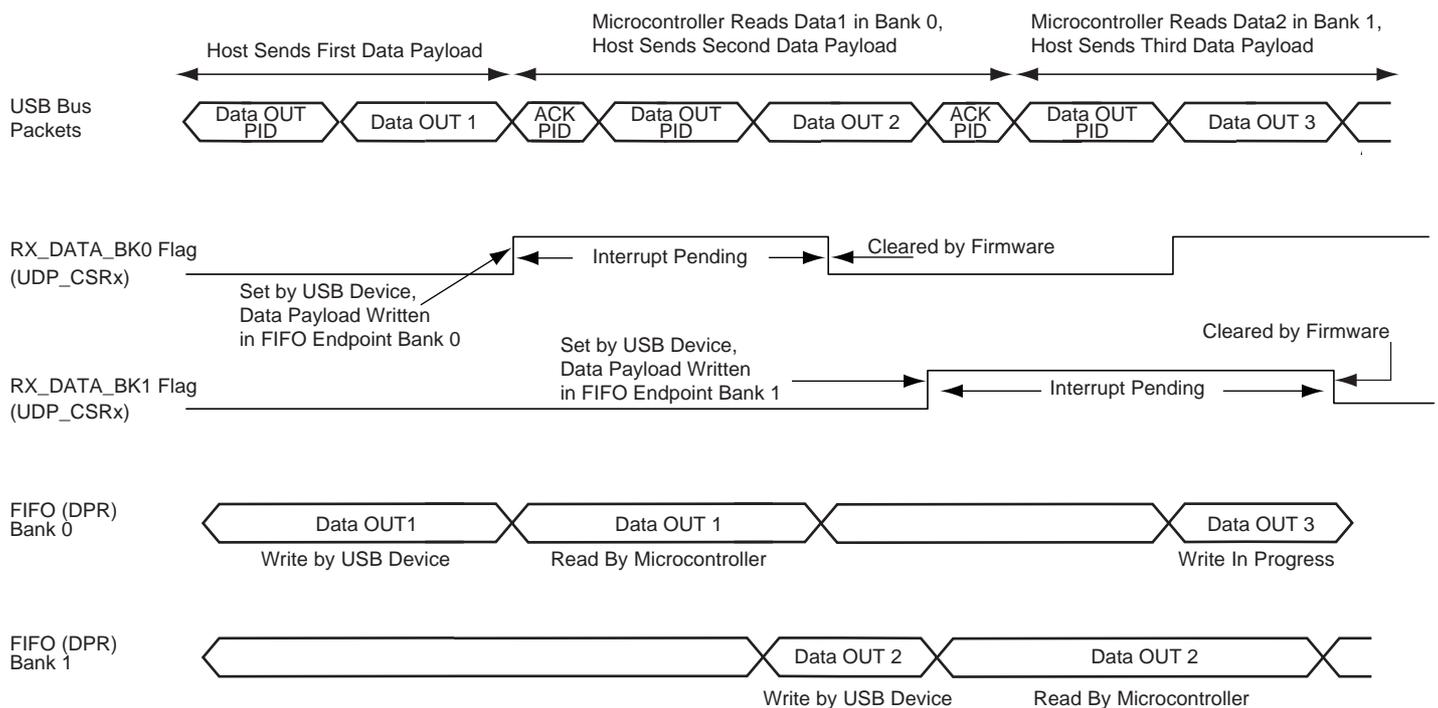 Microcontroller Reads Data1 in Bank 0,
Host Sends Second Data Payload
Microcontroller Reads Data2 in Bank 1,
Host Sends Third Data Payload
Host Sends First Data Payload
USB Bus
Packets
Data OUT
PID
Data OUT 1
ACK
PID
Data OUT
PID
Data OUT 2
ACK
PID
Data OUT
PID
Data OUT 3
RX_DATA_BK0 Flag
(UDP_CSRx)
Interrupt Pending
Cleared by Firmware
Set by USB Device,
Data Payload Written
in FIFO Endpoint Bank 0
Cleared by Firmware
Set by USB Device,
Data Payload Written
in FIFO Endpoint Bank 1
RX_DATA_BK1 Flag
(UDP_CSRx)
Interrupt Pending
FIFO (DPR)
Bank 0
Data OUT1
Data OUT 1
Data OUT 3
Write by USB Device
Read By Microcontroller
Write In Progress
FIFO (DPR)
Bank 1
Data OUT 2
Data OUT 2
Write by USB Device
Read By Microcontroller